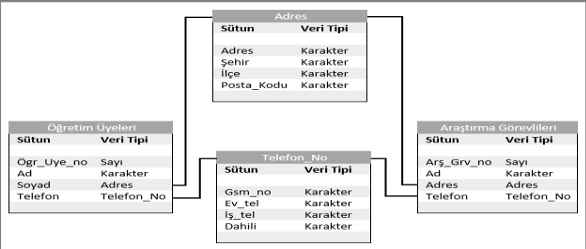 Adres
Sütun Veri Tipi
Adres Karakter
Şehir Karakter
İlçe Karakter
Posta_Kodu Karakter
Öğretim Üyeleri
Sütun Veri Tipi
Ögr_Uye_no Sayı
Ad Karakter
Soyad Adres
Telefon Telefon_No
Telefon_No
Sütun Veri Tipi
Gsm_no Karakter
Ev_tel Karakter
İş_tel Karakter
Dahili Karakter
Araştırma Görevlileri
Sütun Veri Tipi
Arş_Grv_no Sayı
Ad Karakter
Adres Adres
Telefon Telefon_No